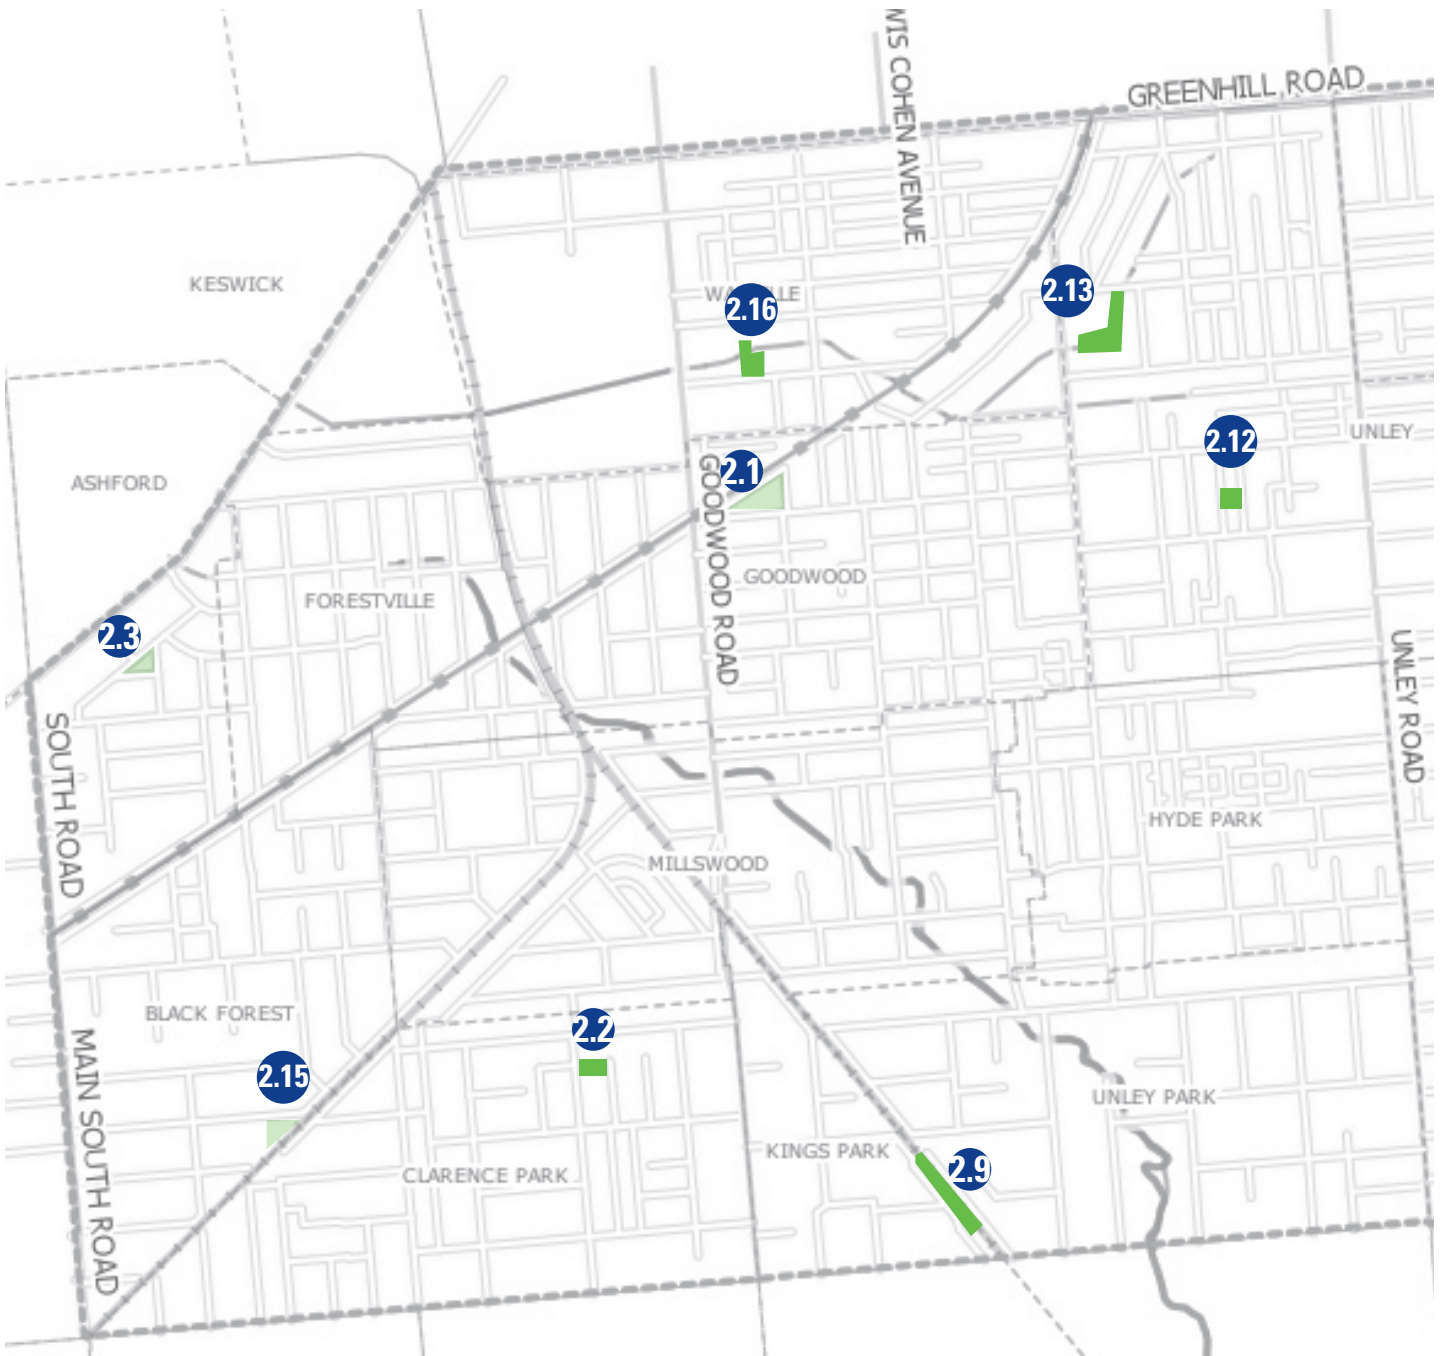 WIS COHEN AVENUE
GREENHILL ROAD
KESWICK
2.13
2.16
UNLEY
2.12
ASHFORD
2.1
GOODWOOD ROAD
GOODWOOD
FORESTVILLE
2.3
UNLEY ROAD
SOUTH ROAD
HYDE PARK
MILLSWOOD
BLACK FOREST
2.2
2.15
MAIN SOUTH ROAD
UNLEY PARK
KINGS PARK
2.9
CLARENCE PARK